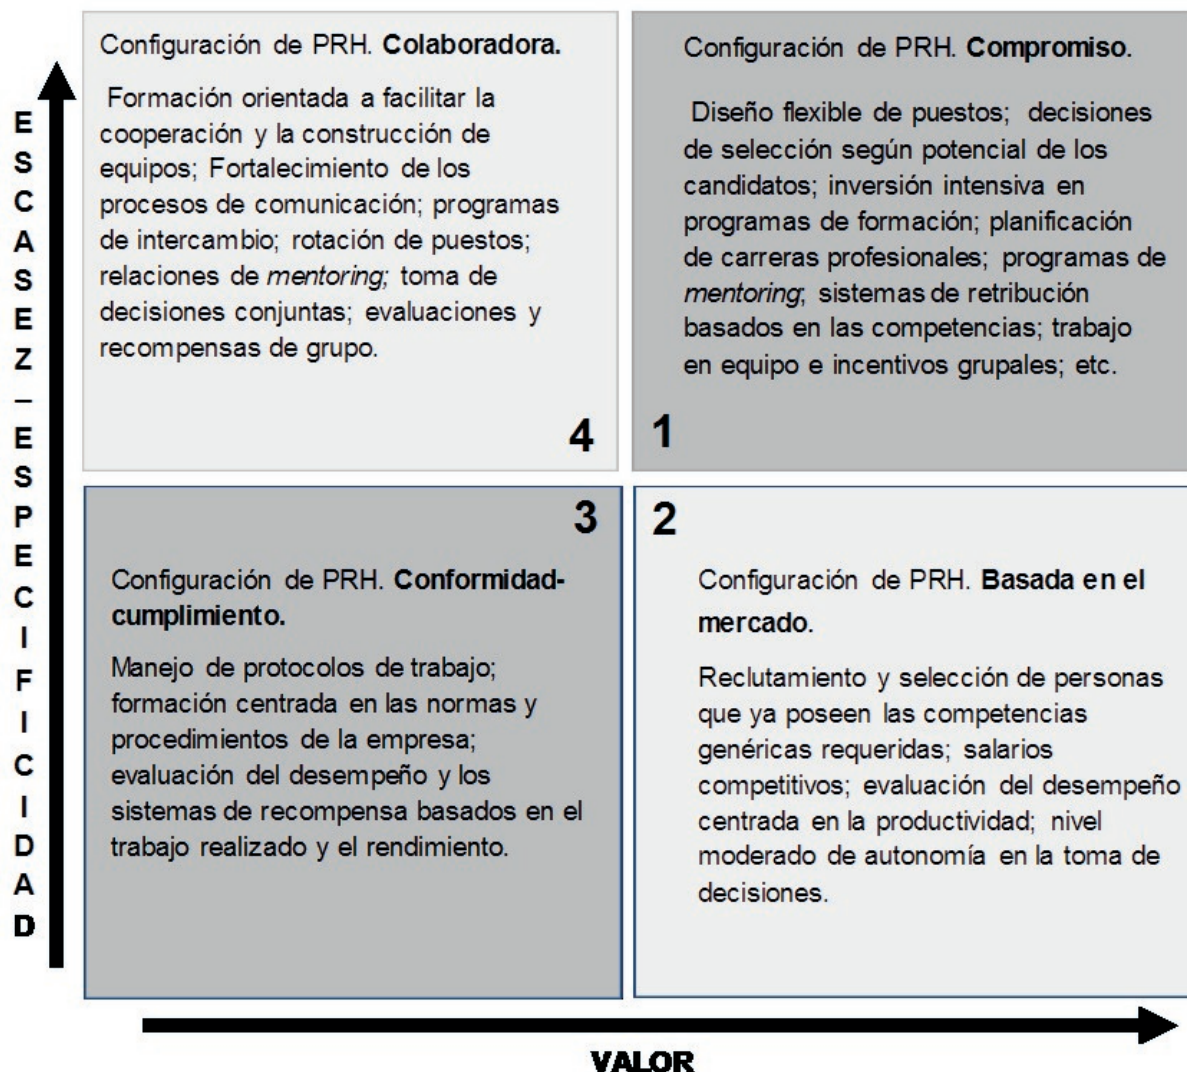 ESCASEZ – ESPECIFICIDAD
Configuración de PRH. Colaboradora.
Formación orientada a facilitar la
cooperación y la construcción de
equipos; Fortalecimiento de los
procesos de comunicación; programas
de intercambio; rotación de puestos;
relaciones de mentoring; toma de
decisiones conjuntas; evaluaciones y
recompensas de grupo.
4
Configuración de PRH. Compromiso.
Diseño flexible de puestos; decisiones
de selección según potencial de los
candidatos; inversión intensiva en
programas de formación; planificación
de carreras profesionales; programas de
mentoring; sistemas de retribución
basados en las competencias; trabajo
en equipo e incentivos grupales; etc.
1
3
Configuración de PRH. Conformidad-
cumplimiento.
Manejo de protocolos de trabajo;
formación centrada en las normas y
procedimientos de la empresa;
evaluación del desempeño y los
sistemas de recompensa basados en el
trabajo realizado y el rendimiento.
2
Configuración de PRH. Basada en el
mercado.
Reclutamiento y selección de personas
que ya poseen las competencias
genéricas requeridas; salarios
competitivos; evaluación del desempeño
centrada en la productividad; nivel
moderado de autonomía en la toma de
decisiones.
VALOR